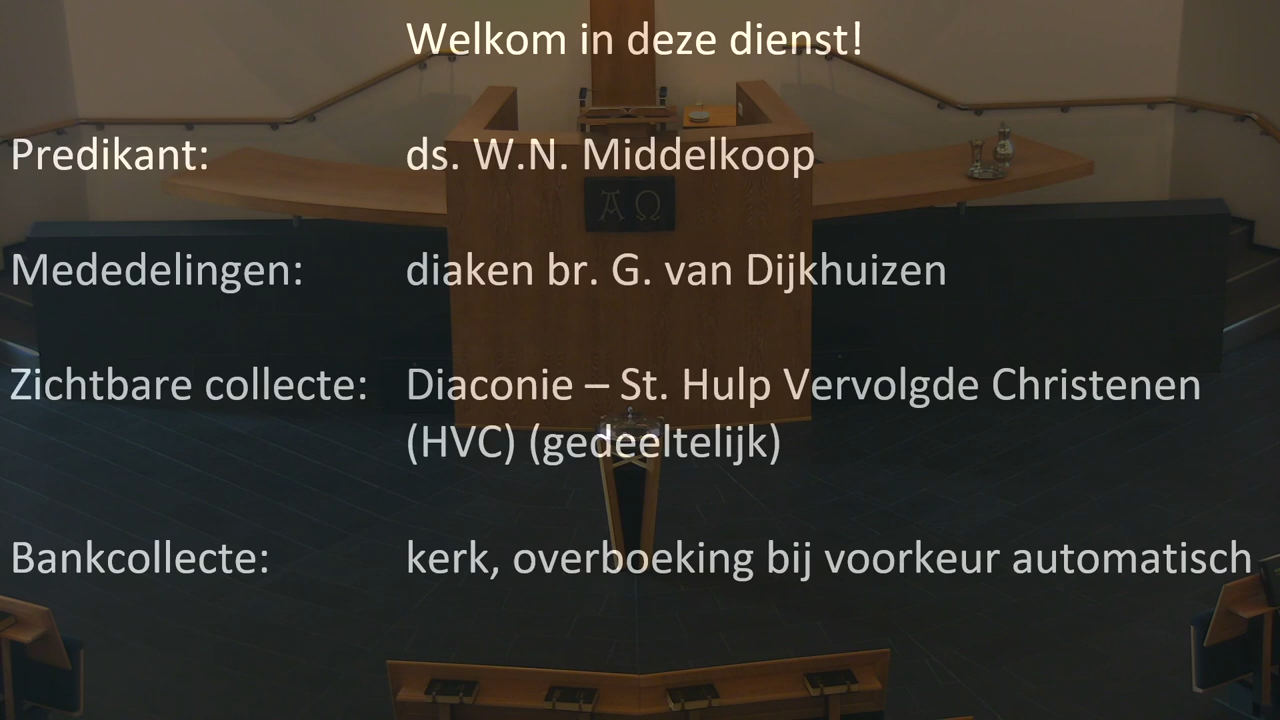 Welkom in deze dienst!
Predikant: ds. W.N. Middelkoop
ΑΩ
Mededelingen: diaken br. G. van Dijkhuizen
Zichtbare collecte: Diaconie – St. Hulp Vervolgde Christenen
(HVC) (gedeeltelijk)
Bankcollecte: kerk, overboeking bij voorkeur automatisch